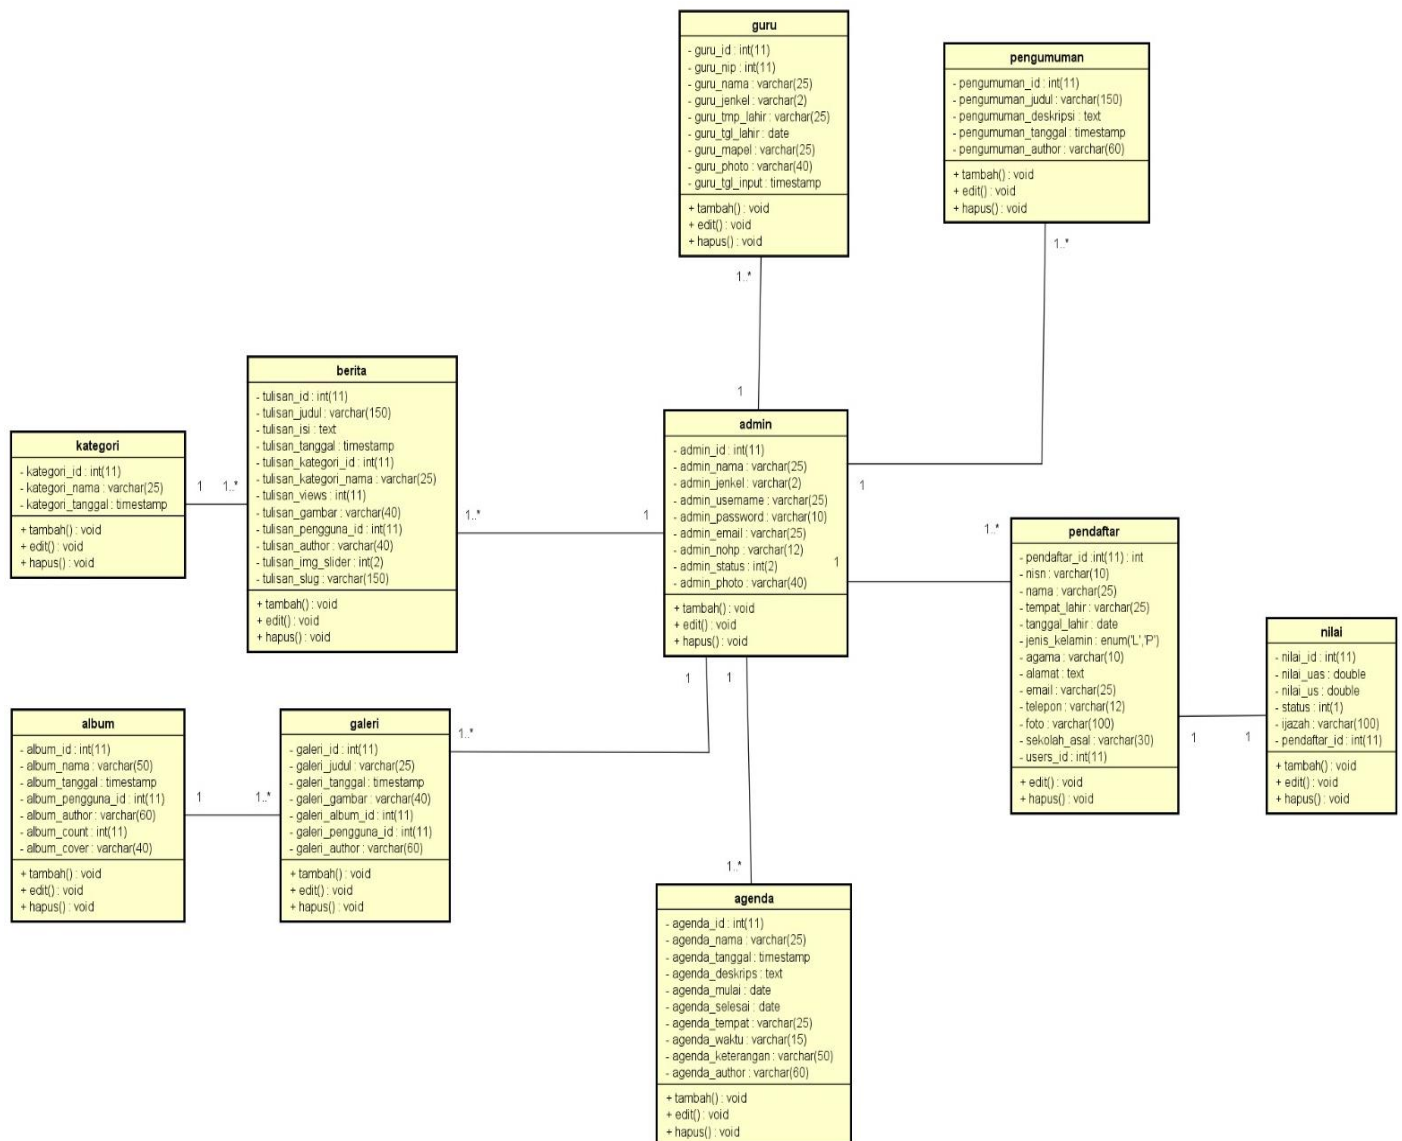 guru
- guru_id : int(11)
- guru_nip : int(11)
- guru_nama : varchar(25)
- guru_jenkel : varchar(2)
- guru_tmp_lahir : varchar(25)
- guru_tgl_lahir : date
- guru_mapel : varchar(25)
- guru_photo : varchar(40)
- guru_tgl_input : timestamp
+ tambah() : void
+ edit() : void
+ hapus() : void
1..*
1
pengumuman
- pengumuman_id : int(11)
- pengumuman_judul : varchar(150)
- pengumuman_deskripsi : text
- pengumuman_tanggal : timestamp
- pengumuman_author : varchar(60)
+ tambah() : void
+ edit() : void
+ hapus() : void
1..*
1
kategori
- kategori_id : int(11)
- kategori_nama : varchar(25)
- kategori_tanggal : timestamp
+ tambah() : void
+ edit() : void
+ hapus() : void
1
1..*
berita
- tulisan_id : int(11)
- tulisan_judul : varchar(150)
- tulisan_isi : text
- tulisan_tanggal : timestamp
- tulisan_kategori_id : int(11)
- tulisan_kategori_nama : varchar(25)
- tulisan_views : int(11)
- tulisan_gambar : varchar(40)
- tulisan_pengguna_id : int(11)
- tulisan_author : varchar(40)
- tulisan_img_slider : int(2)
- tulisan_slug : varchar(150)
+ tambah() : void
+ edit() : void
+ hapus() : void
1..*
1
admin
- admin_id : int(11)
- admin_nama : varchar(25)
- admin_jenkel : varchar(2)
- admin_username : varchar(25)
- admin_password : varchar(10)
- admin_email : varchar(25)
- admin_nohp : varchar(12)
- admin_status : int(2)
- admin_photo : varchar(40)
+ tambah() : void
+ edit() : void
+ hapus() : void
1
1..*
pendaftar
- pendaftar_id :int(11) : int
- nisn : varchar(10)
- nama : varchar(25)
- tempat_lahir : varchar(25)
- tanggal_lahir : date
- jenis_kelamin : enum('L','P')
- agama : varchar(10)
- alamat : text
- email : varchar(25)
- telepon : varchar(12)
- foto : varchar(100)
- sekolah_asal : varchar(30)
- users_id : int(11)
+ edit() : void
+ hapus() : void
1
1
nilai
- nilai_id : int(11)
- nilai_uas : double
- nilai_us : double
- status : int(1)
- ijazah : varchar(100)
- pendaftar_id : int(11)
+ tambah() : void
+ edit() : void
+ hapus() : void
album
- album_id : int(11)
- album_nama : varchar(50)
- album_tanggal : timestamp
- album_pengguna_id : int(11)
- album_author : varchar(60)
- album_count : int(11)
- album_cover : varchar(40)
+ tambah() : void
+ edit() : void
+ hapus() : void
1
1..*
galeri
- galeri_id : int(11)
- galeri_judul : varchar(25)
- galeri_tanggal : timestamp
- galeri_gambar : varchar(40)
- galeri_album_id : int(11)
- galeri_pengguna_id : int(11)
- galeri_author : varchar(60)
+ tambah() : void
+ edit() : void
+ hapus() : void
1..*
1
1
1..*
agenda
- agenda_id : int(11)
- agenda_nama : varchar(25)
- agenda_tanggal : timestamp
- agenda_deskrips : text
- agenda_mulai : date
- agenda_selesai : date
- agenda_tempat : varchar(25)
- agenda_waktu : varchar(15)
- agenda_keterangan : varchar(50)
- agenda_author : varchar(60)
+ tambah() : void
+ edit() : void
+ hapus() : void